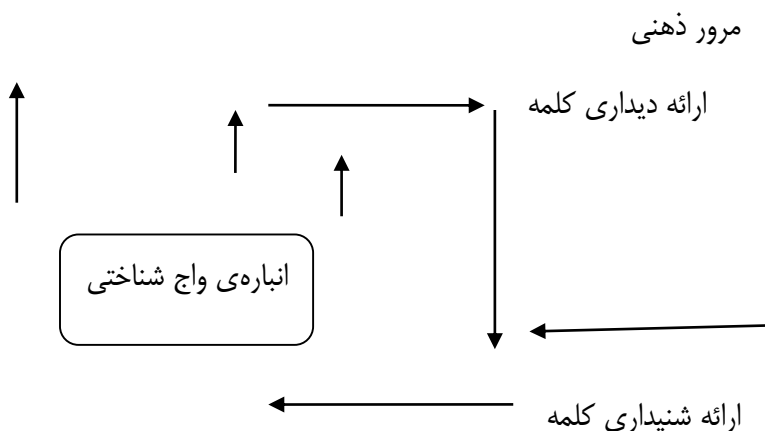 مرور ذهنی
ارائه دیداری کلمه
انباره‌ی واج شناختی
ارائه شنیداری کلمه